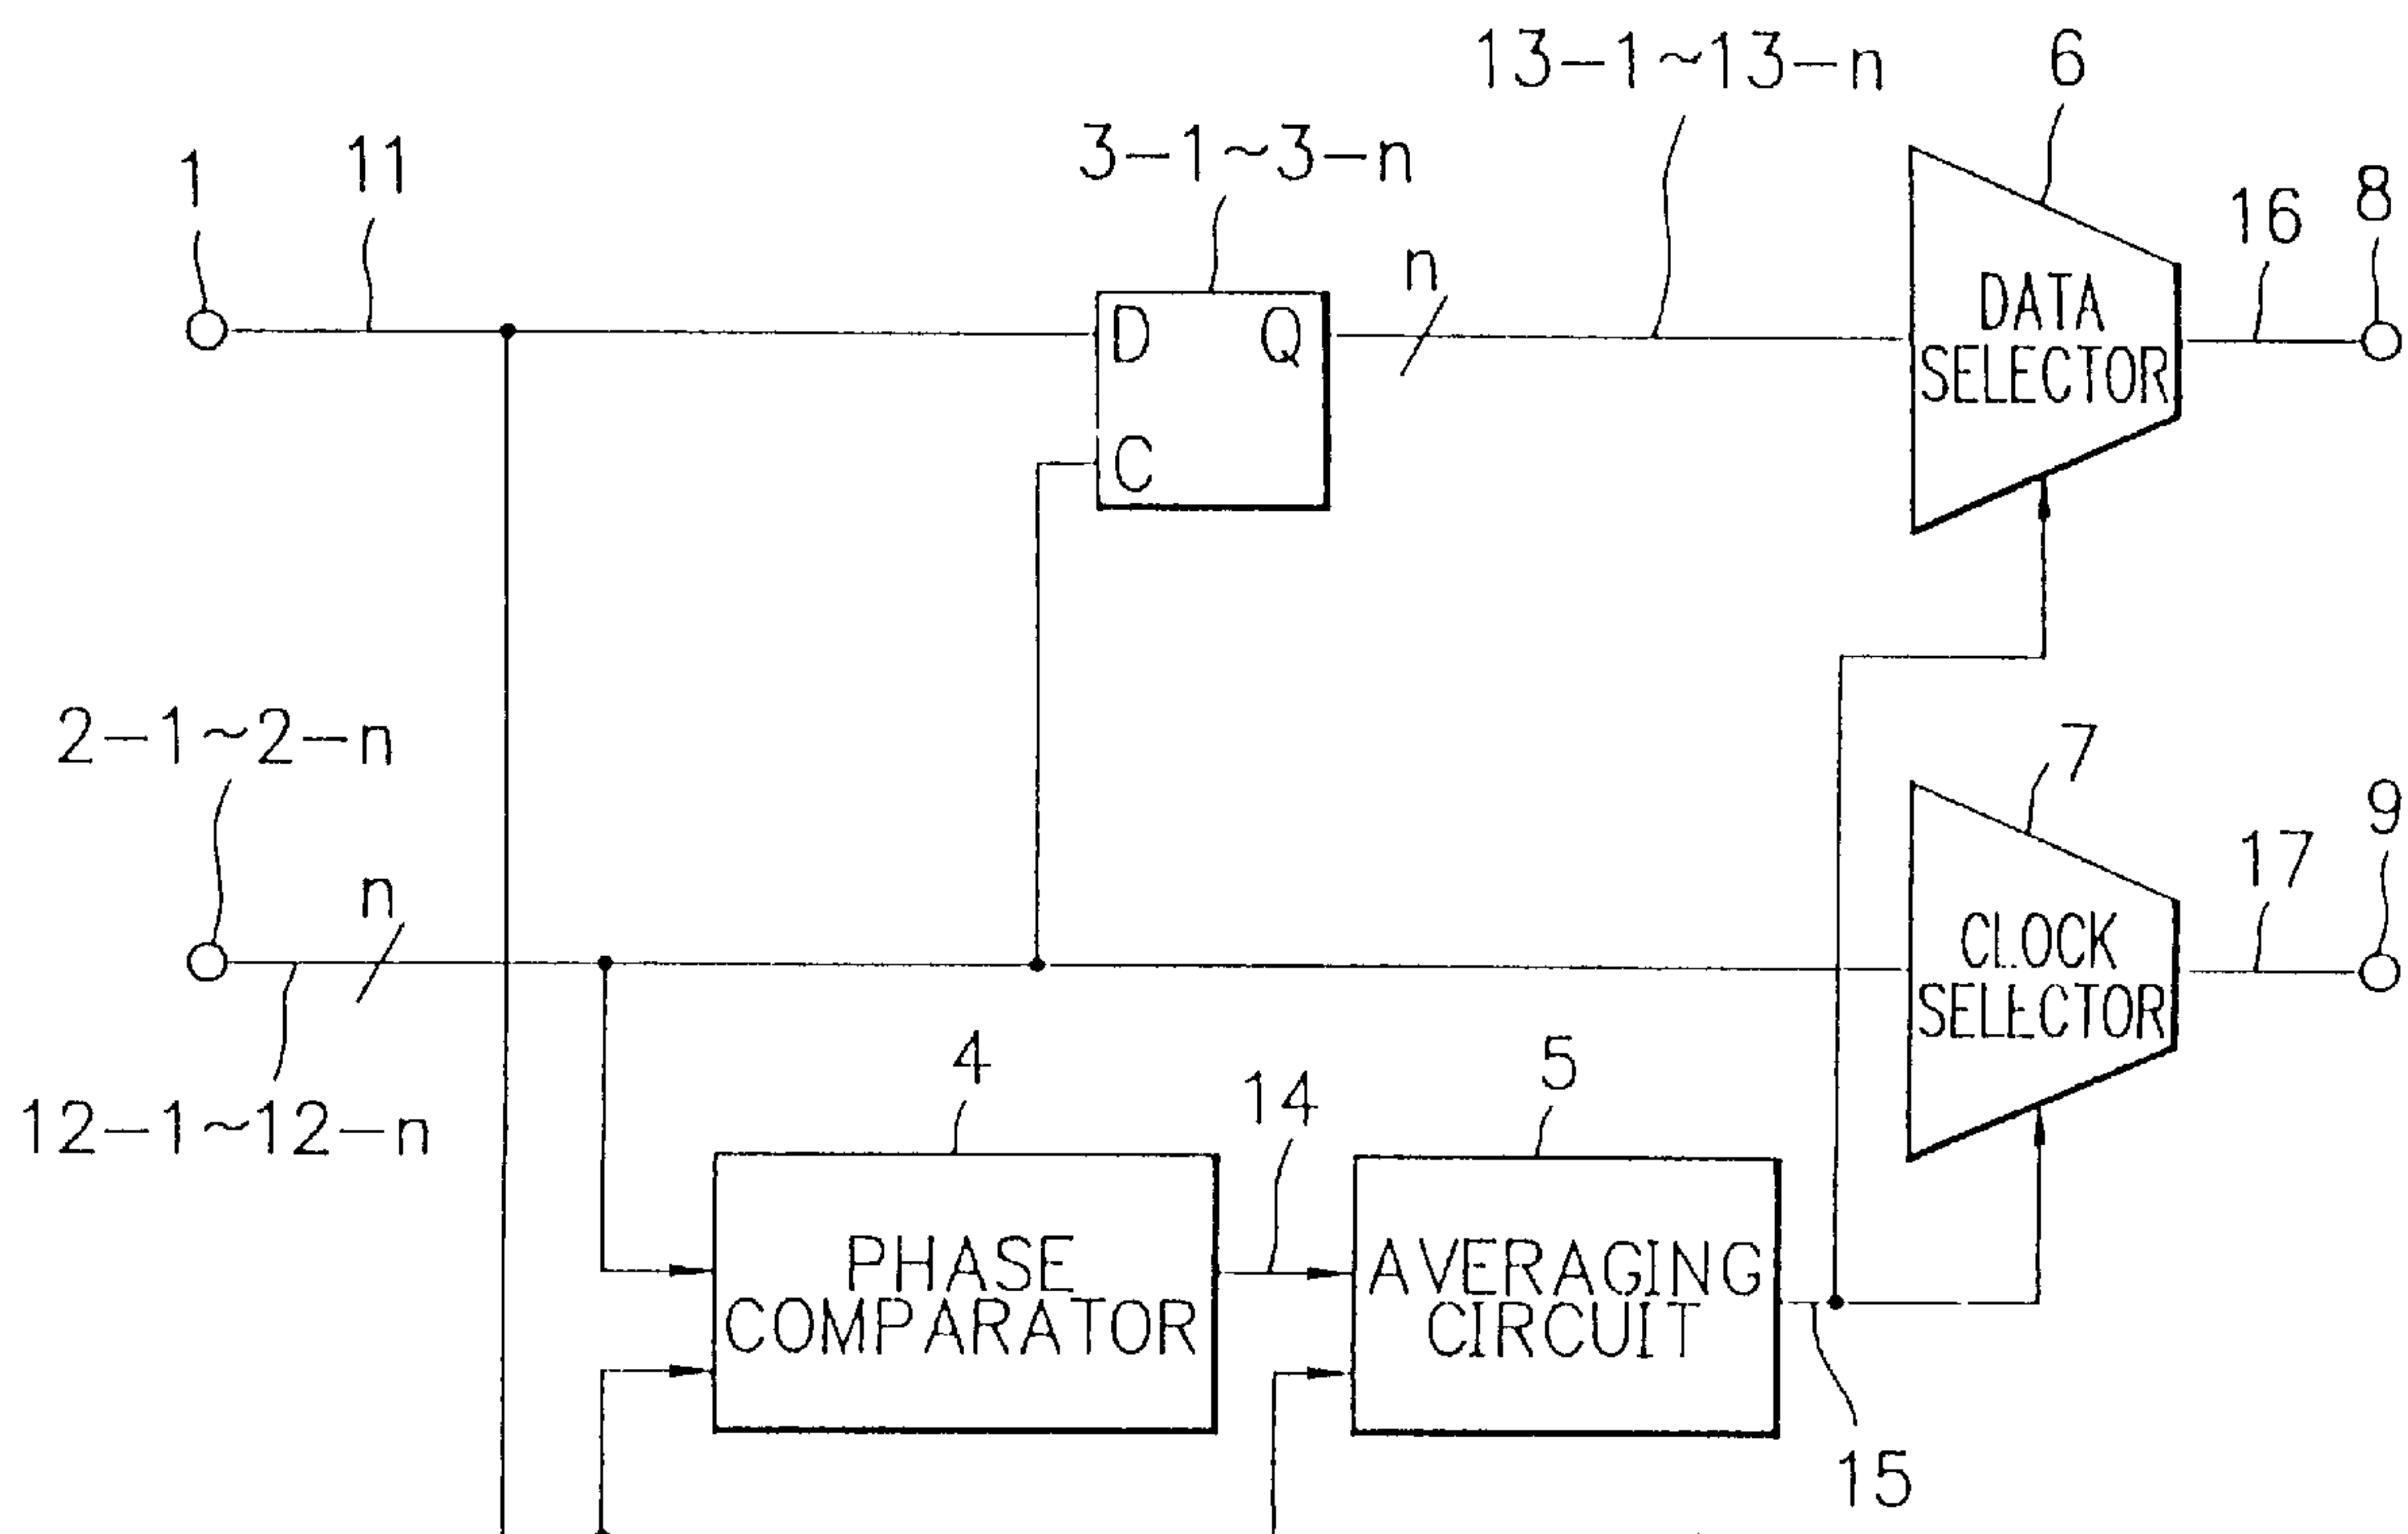 13-1~13-n
6
3-1~3-n
1
11
16
8
n
D Q
DATA
SELECTOR
C
2-1~2-n
7
9
n
17
CLOCK
SELECTOR
12-1~12-n
4
14
5
PHASE
COMPARATOR
AVERAGING
CIRCUIT
15